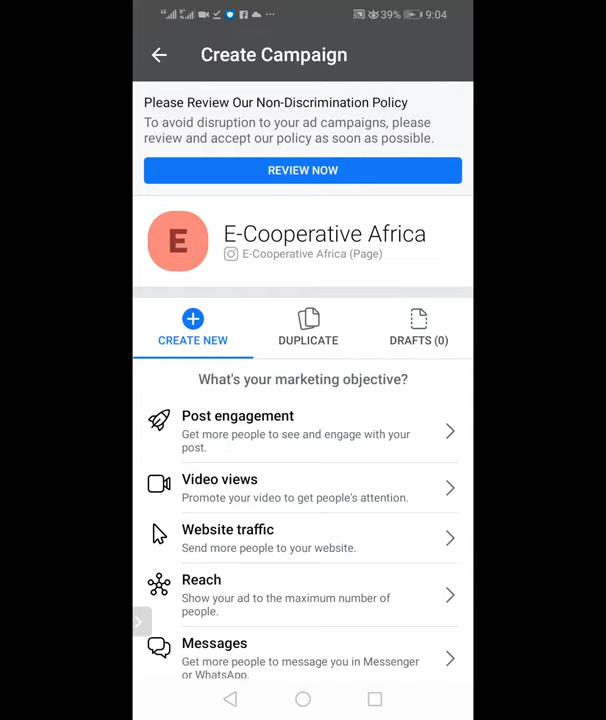 39% 9:04
Create Campaign
Please Review Our Non-Discrimination Policy
To avoid disruption to your ad campaigns, please
review and accept our policy as soon as possible.
REVIEW NOW
E
E-Cooperative Africa
E-Cooperative Africa (Page)
CREATE NEW DUPLICATE DRAFTS (0)
What's your marketing objective?
Post engagement
Get more people to see and engage with your
post.
Video views
Promote your video to get people's attention.
Website traffic
Send more people to your website.
Reach
Show your ad to the maximum number of
people.
Messages
Get more people to message you in Messenger
or WhatsApp.